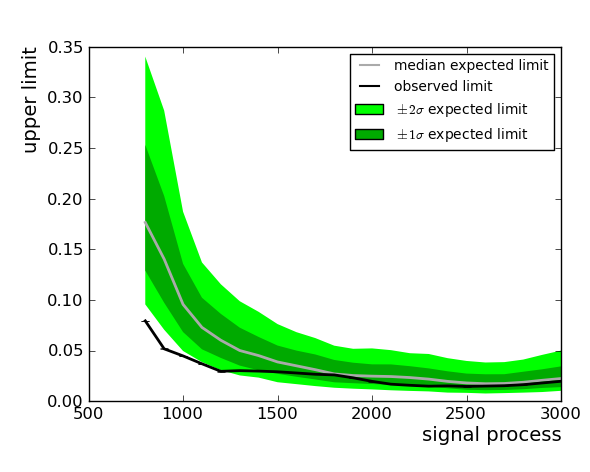 0.35
0.30
0.25
0.20
0.15
0.10
0.05
0.00
upper limit
median expected limit
observed limit
±2σ expected limit
±1σ expected limit
500 1000 1500 2000 2500 3000
signal process